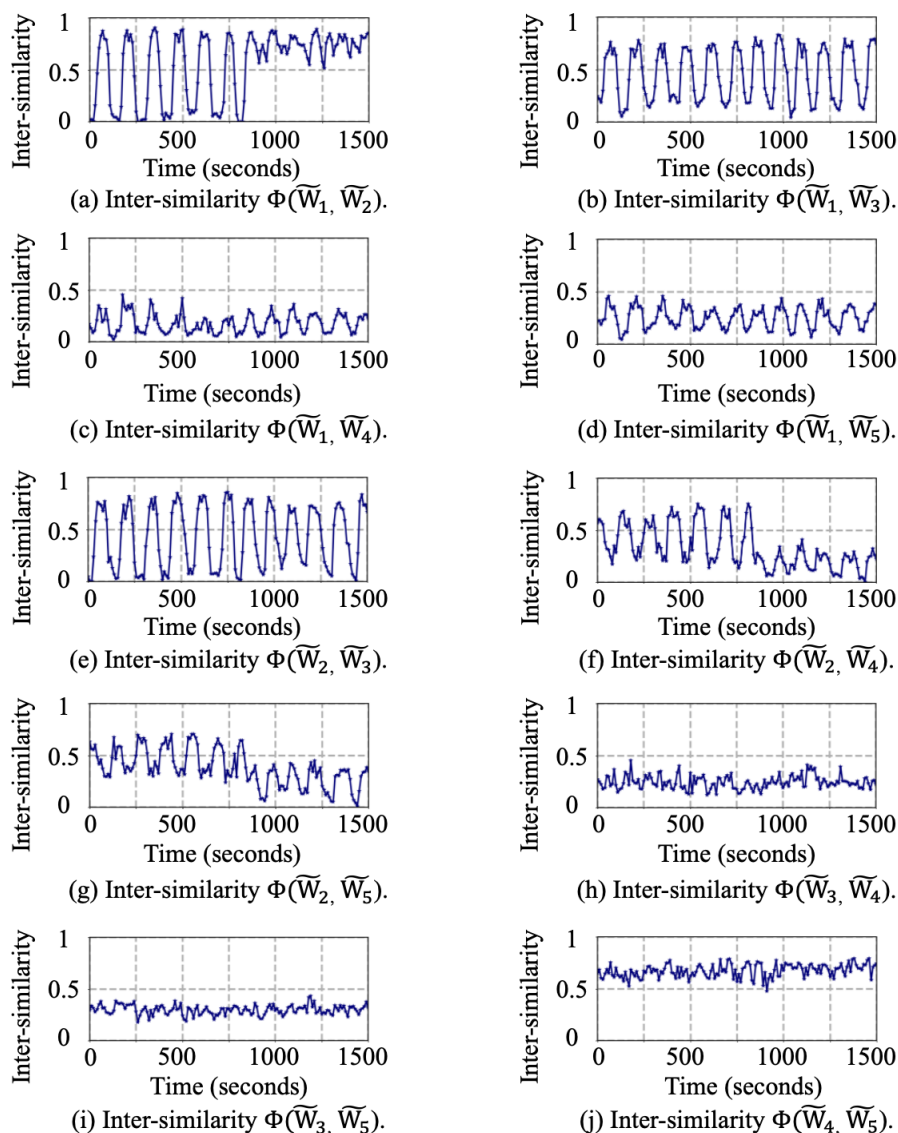 Inter-similarity
1
0.5
0
0 500 1000 1500
Time (seconds)
(a) Inter-similarity Φ(W̃₁, W̃₂).
Inter-similarity
1
0.5
0
0 500 1000 1500
Time (seconds)
(b) Inter-similarity Φ(W̃₁, W̃₃).
Inter-similarity
1
0.5
0
0 500 1000 1500
Time (seconds)
(c) Inter-similarity Φ(W̃₁, W̃₄).
Inter-similarity
1
0.5
0
0 500 1000 1500
Time (seconds)
(d) Inter-similarity Φ(W̃₁, W̃₅).
Inter-similarity
1
0.5
0
0 500 1000 1500
Time (seconds)
(e) Inter-similarity Φ(W̃₂, W̃₃).
Inter-similarity
1
0.5
0
0 500 1000 1500
Time (seconds)
(f) Inter-similarity Φ(W̃₂, W̃₄).
Inter-similarity
1
0.5
0
0 500 1000 1500
Time (seconds)
(g) Inter-similarity Φ(W̃₂, W̃₅).
Inter-similarity
1
0.5
0
0 500 1000 1500
Time (seconds)
(h) Inter-similarity Φ(W̃₃, W̃₄).
Inter-similarity
1
0.5
0
0 500 1000 1500
Time (seconds)
(i) Inter-similarity Φ(W̃₃, W̃₅).
Inter-similarity
1
0.5
0
0 500 1000 1500
Time (seconds)
(j) Inter-similarity Φ(W̃₄, W̃₅).